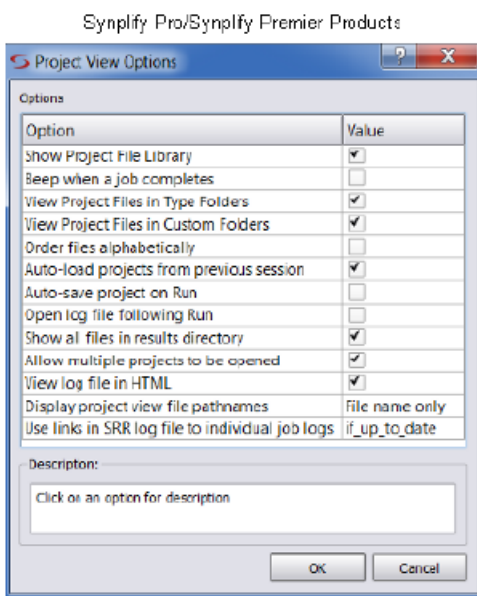 Synplify Pro/Synplify Premier Products
Project View Options
Options
Option Value
Show Project File Library
Beep when a job completes
View Project Files in Type Folders
View Project Files in Custom Folders
Order files alphabetically
Auto-load projects from previous session
Auto-save project on Run
Open log file following Run
Show all files in results directory
Allow multiple projects to be opened
View log file in HTML
Display project view file pathnames File name only
Use links in SRR log file to individual job logs if_up_to_date
Descripton:
Click on an option for description
OK Cancel